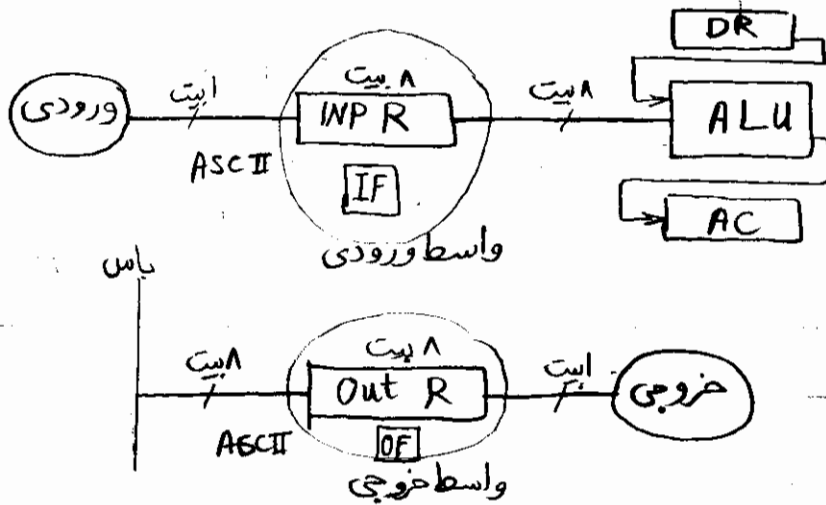 DR
ورودی
۱ بیت
۸ بیت
INP R
۸ بیت
ALU
ASCII
IF
AC
واسط ورودی
باس
۸ بیت
۸ بیت
Out R
۱ بیت
خروجی
ASCII
OF
واسط خروجی